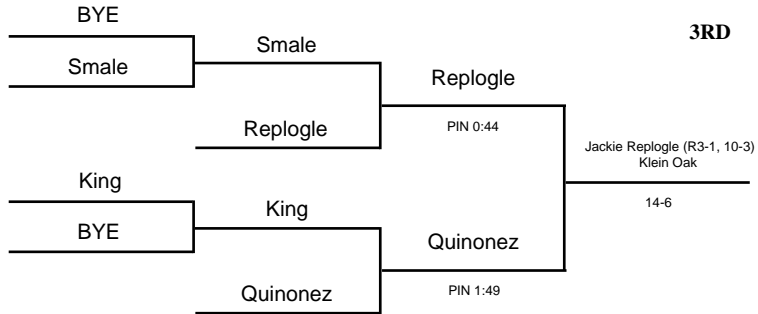 BYE
3RD
Smale
Smale
Replogle
Replogle
PIN 0:44
Jackie Replogle (R3-1, 10-3)
Klein Oak
14-6
King
King
BYE
Quinonez
Quinonez
PIN 1:49